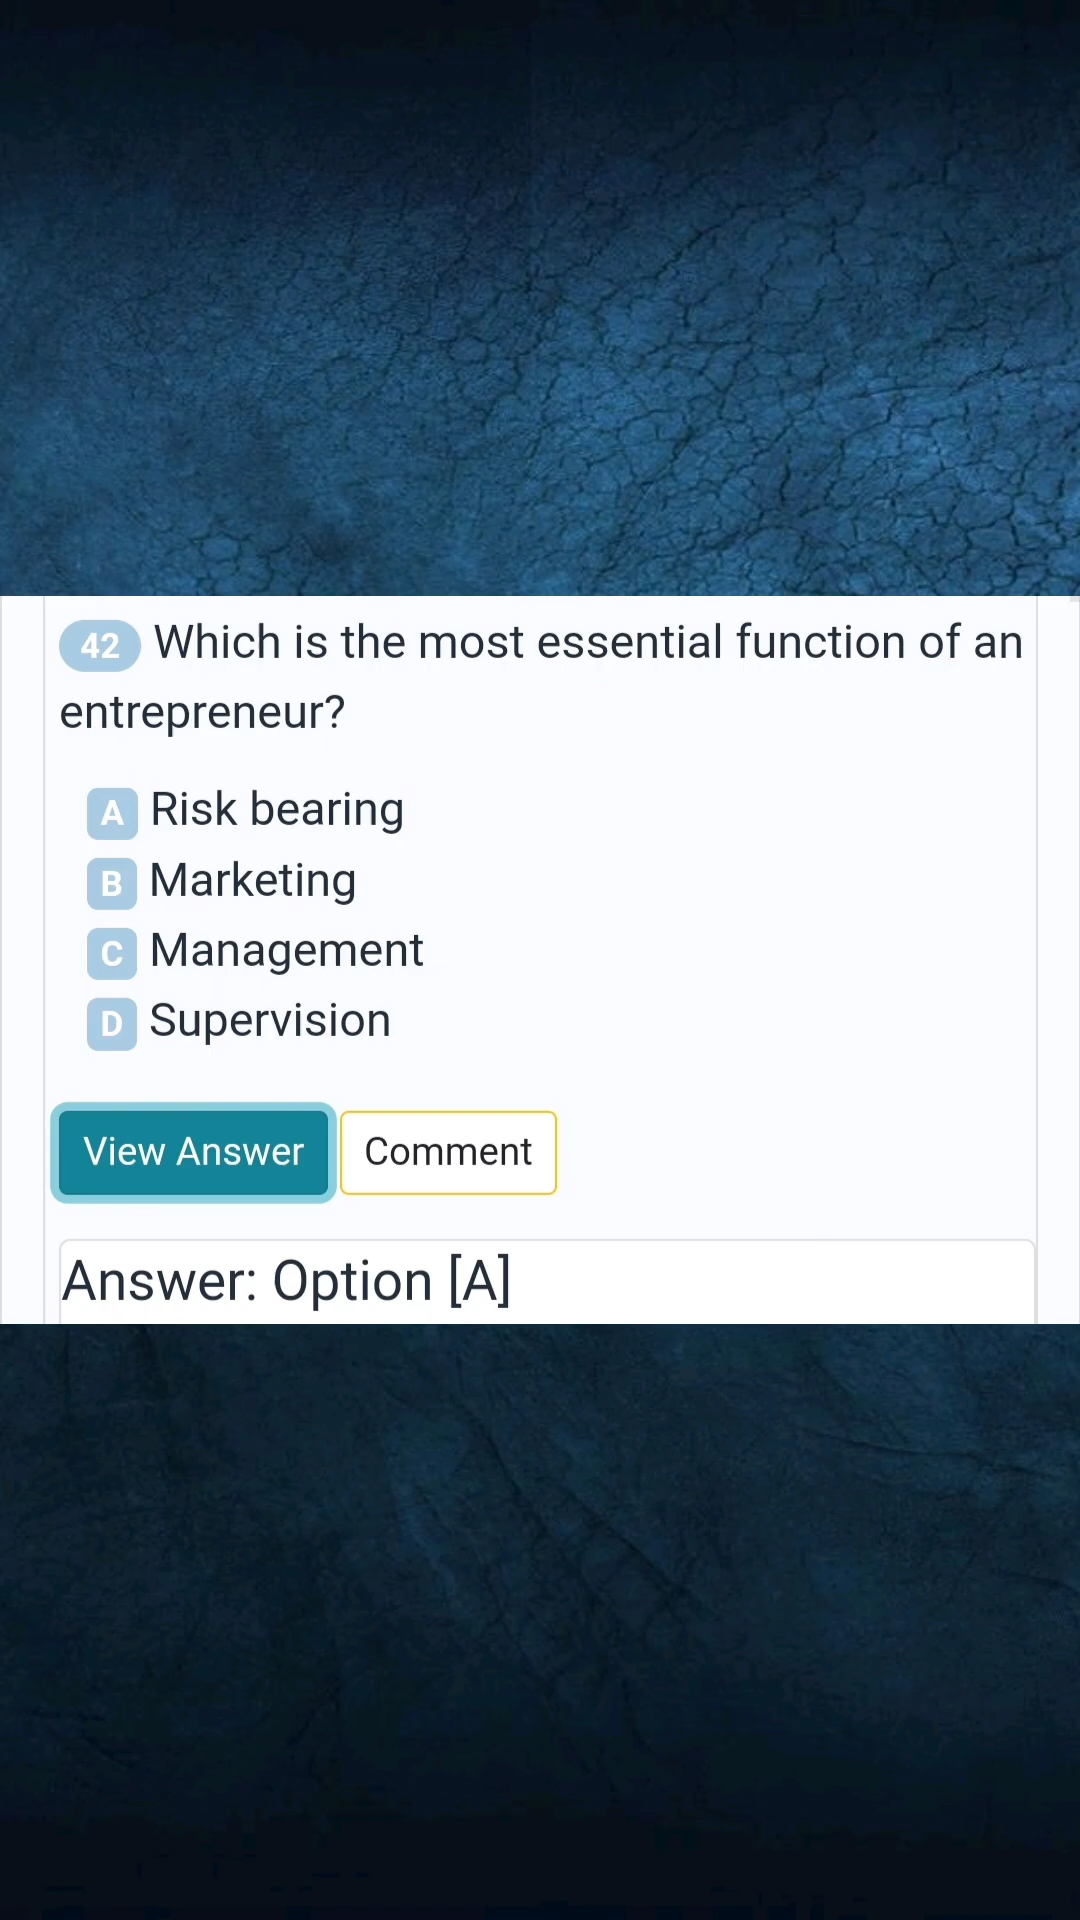 42 Which is the most essential function of an
entrepreneur?
A Risk bearing
B Marketing
C Management
D Supervision
View Answer Comment
Answer: Option [A]